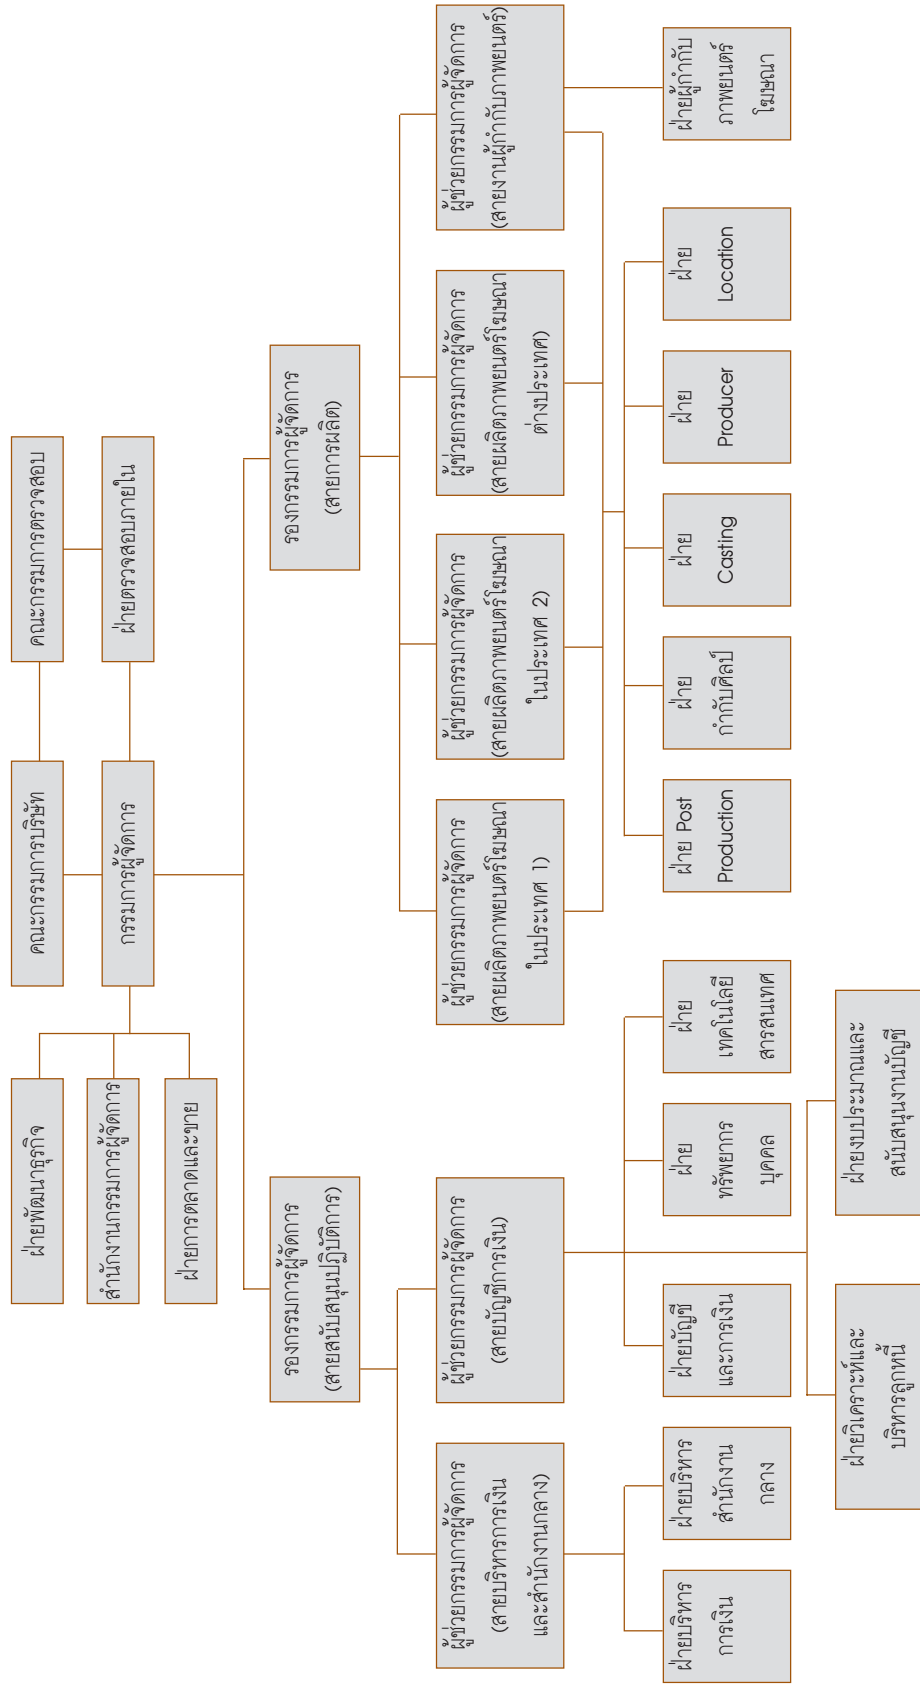 คณะกรรมการบริษัท
คณะกรรมการตรวจสอบ
กรรมการผู้จัดการ
ฝ่ายตรวจสอบภายใน
ฝ่ายพัฒนาธุรกิจ
สำนักงานกรรมการผู้จัดการ
ฝ่ายการตลาดและขาย
รองกรรมการผู้จัดการ
(สายสนับสนุนปฏิบัติการ)
รองกรรมการผู้จัดการ
(สายการผลิต)
ผู้ช่วยกรรมการผู้จัดการ
(สายบริหารการเงิน
และสำนักงานกลาง)
ผู้ช่วยกรรมการผู้จัดการ
(สายบัญชีการเงิน)
ผู้ช่วยกรรมการผู้จัดการ
(สายผลิตภาพยนตร์โฆษณา
ในประเทศ 1)
ผู้ช่วยกรรมการผู้จัดการ
(สายผลิตภาพยนตร์โฆษณา
ในประเทศ 2)
ผู้ช่วยกรรมการผู้จัดการ
(สายผลิตภาพยนตร์โฆษณา
ต่างประเทศ)
ผู้ช่วยกรรมการผู้จัดการ
(สายงานผู้กำกับภาพยนตร์)
ฝ่ายบริหาร
การเงิน
ฝ่ายบริหาร
สำนักงาน
กลาง
ฝ่ายบัญชี
และการเงิน
ฝ่าย
ทรัพยากร
บุคคล
ฝ่าย
เทคโนโลยี
สารสนเทศ
ฝ่าย Post
Production
ฝ่าย
กำกับศิลป์
ฝ่าย
Casting
ฝ่าย
Producer
ฝ่าย
Location
ฝ่ายผู้กำกับ
ภาพยนตร์
โฆษณา
ฝ่ายวิเคราะห์และ
บริหารลูกหนี้
ฝ่ายงบประมาณและ
สนับสนุนงานบัญชี